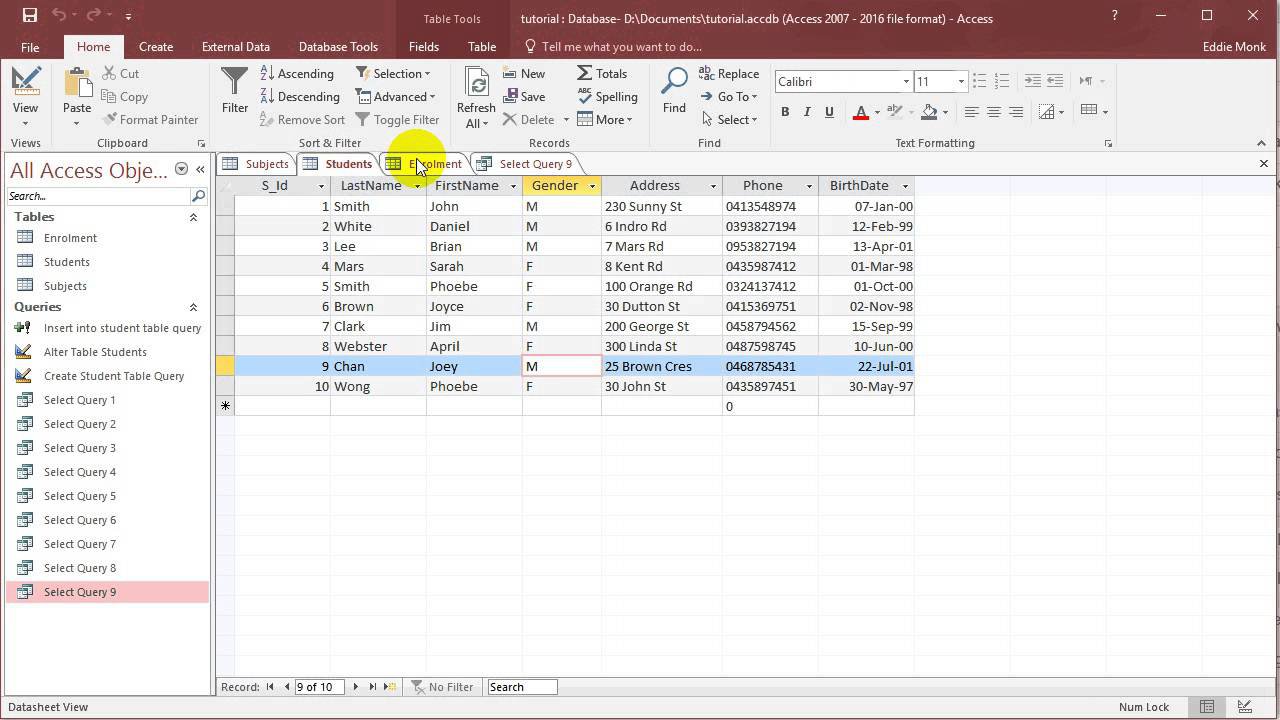 Table Tools
tutorial : Database- D:\Documents\tutorial.accdb (Access 2007 - 2016 file format) - Access
?
File Home Create External Data Database Tools Fields Table Tell me what you want to do... Eddie Monk
View
Views
Paste
Cut
Copy
Format Painter
Clipboard
Filter
Ascending
Descending
Remove Sort
Selection
Advanced
Toggle Filter
Sort & Filter
Refresh
All
New
Save
Delete
Totals
Spelling
More
Records
Find
Replace
Go To
Select
Find
Calibri 11
B I U A
Text Formatting
All Access Obje...
Search...
Tables
Enrolment
Students
Subjects
Queries
Insert into student table query
Alter Table Students
Create Student Table Query
Select Query 1
Select Query 2
Select Query 3
Select Query 4
Select Query 5
Select Query 6
Select Query 7
Select Query 8
Select Query 9
Subjects Students Enrolment Select Query 9
S_Id LastName FirstName Gender Address Phone BirthDate
1 Smith John M 230 Sunny St 0413548974 07-Jan-00
2 White Daniel M 6 Indro Rd 0393827194 12-Feb-99
3 Lee Brian M 7 Mars Rd 0953827194 13-Apr-01
4 Mars Sarah F 8 Kent Rd 0435987412 01-Mar-98
5 Smith Phoebe F 100 Orange Rd 0324137412 01-Oct-00
6 Brown Joyce F 30 Dutton St 0415369751 02-Nov-98
7 Clark Jim M 200 George St 0458794562 15-Sep-99
8 Webster April F 300 Linda St 0487598745 10-Jun-00
9 Chan Joey M 25 Brown Cres 0468785431 22-Jul-01
10 Wong Phoebe F 30 John St 0435897451 30-May-97
0
Record: 9 of 10 No Filter Search
Datasheet View Num Lock